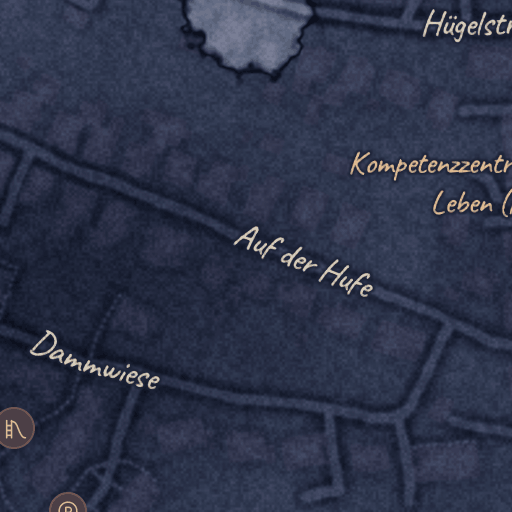 Hügelstr
Kompetenzzentr
Leben (
Auf der Hufe
Dammwiese